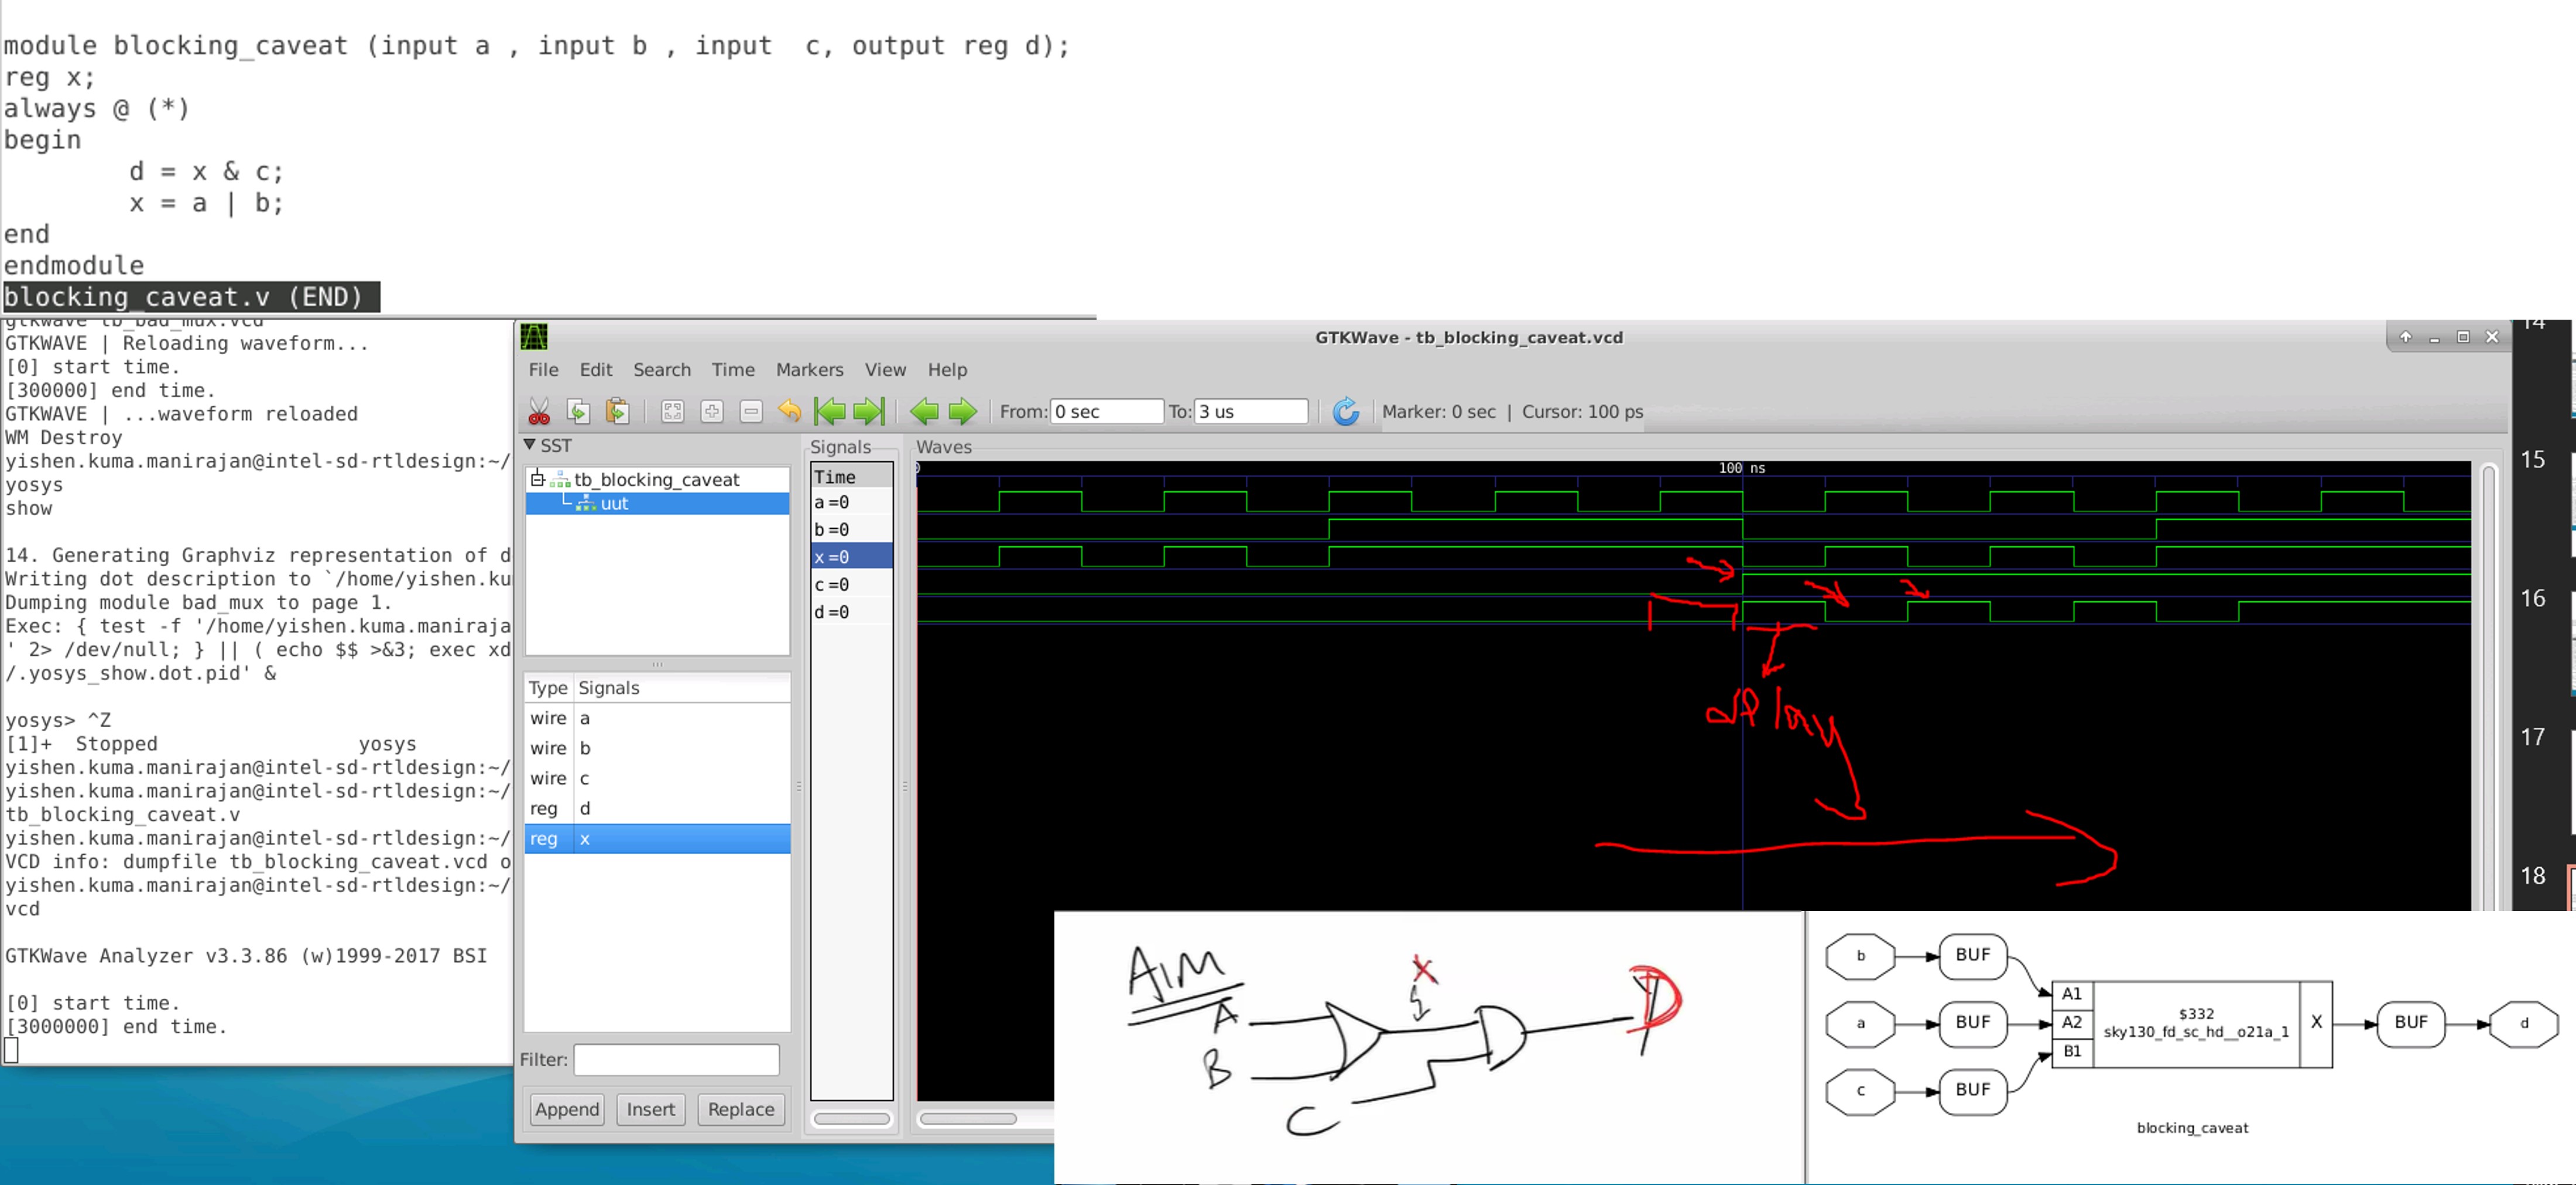 module blocking_caveat (input a , input b , input  c, output reg d);
reg x;
always @ (*)
begin
        d = x & c;
        x = a | b;
end
endmodule
blocking_caveat.v (END)
gtkwave tb_bad_mux.vcd
GTKWAVE | Reloading waveform...
[0] start time.
[300000] end time.
GTKWAVE | ...waveform reloaded
WM Destroy
yishen.kuma.manirajan@intel-sd-rtldesign:~/
yosys
show
14. Generating Graphviz representation of d
Writing dot description to `/home/yishen.ku
Dumping module bad_mux to page 1.
Exec: { test -f '/home/yishen.kuma.maniraja
' 2> /dev/null; } || ( echo $$ >&3; exec xd
/.yosys_show.dot.pid' &
yosys> ^Z
[1]+  Stopped                 yosys
yishen.kuma.manirajan@intel-sd-rtldesign:~/
yishen.kuma.manirajan@intel-sd-rtldesign:~/
tb_blocking_caveat.v
yishen.kuma.manirajan@intel-sd-rtldesign:~/
VCD info: dumpfile tb_blocking_caveat.vcd o
yishen.kuma.manirajan@intel-sd-rtldesign:~/
vcd
GTKWave Analyzer v3.3.86 (w)1999-2017 BSI
[0] start time.
[3000000] end time.
GTKWave - tb_blocking_caveat.vcd
File Edit Search Time Markers View Help
From: 0 sec To: 3 us Marker: 0 sec | Cursor: 100 ps
SST
tb_blocking_caveat
uut
Type Signals
wire a
wire b
wire c
reg d
reg x
Filter:
Append Insert Replace
Signals
Time
a=0
b=0
x=0
c=0
d=0
Waves
0
100 ns
14
15
16
17
18
AIM
A
B
C
X
D
b
BUF
a
BUF
c
BUF
A1
A2
B1
$332
sky130_fd_sc_hd__o21a_1
X
BUF
d
blocking_caveat